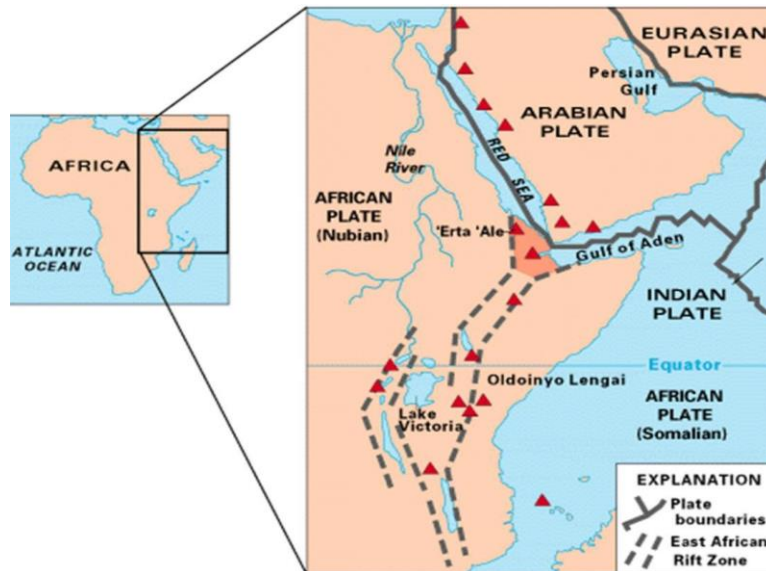 AFRICA
ATLANTIC
OCEAN
EURASIAN
PLATE
Persian
Gulf
ARABIAN
PLATE
Nile
River
RED SEA
AFRICAN
PLATE
(Nubian)
'Erta 'Ale
Gulf of Aden
INDIAN
PLATE
Equator
Oldoinyo Lengai
Lake
Victoria
AFRICAN
PLATE
(Somalian)
EXPLANATION
Plate
boundaries
East African
Rift Zone